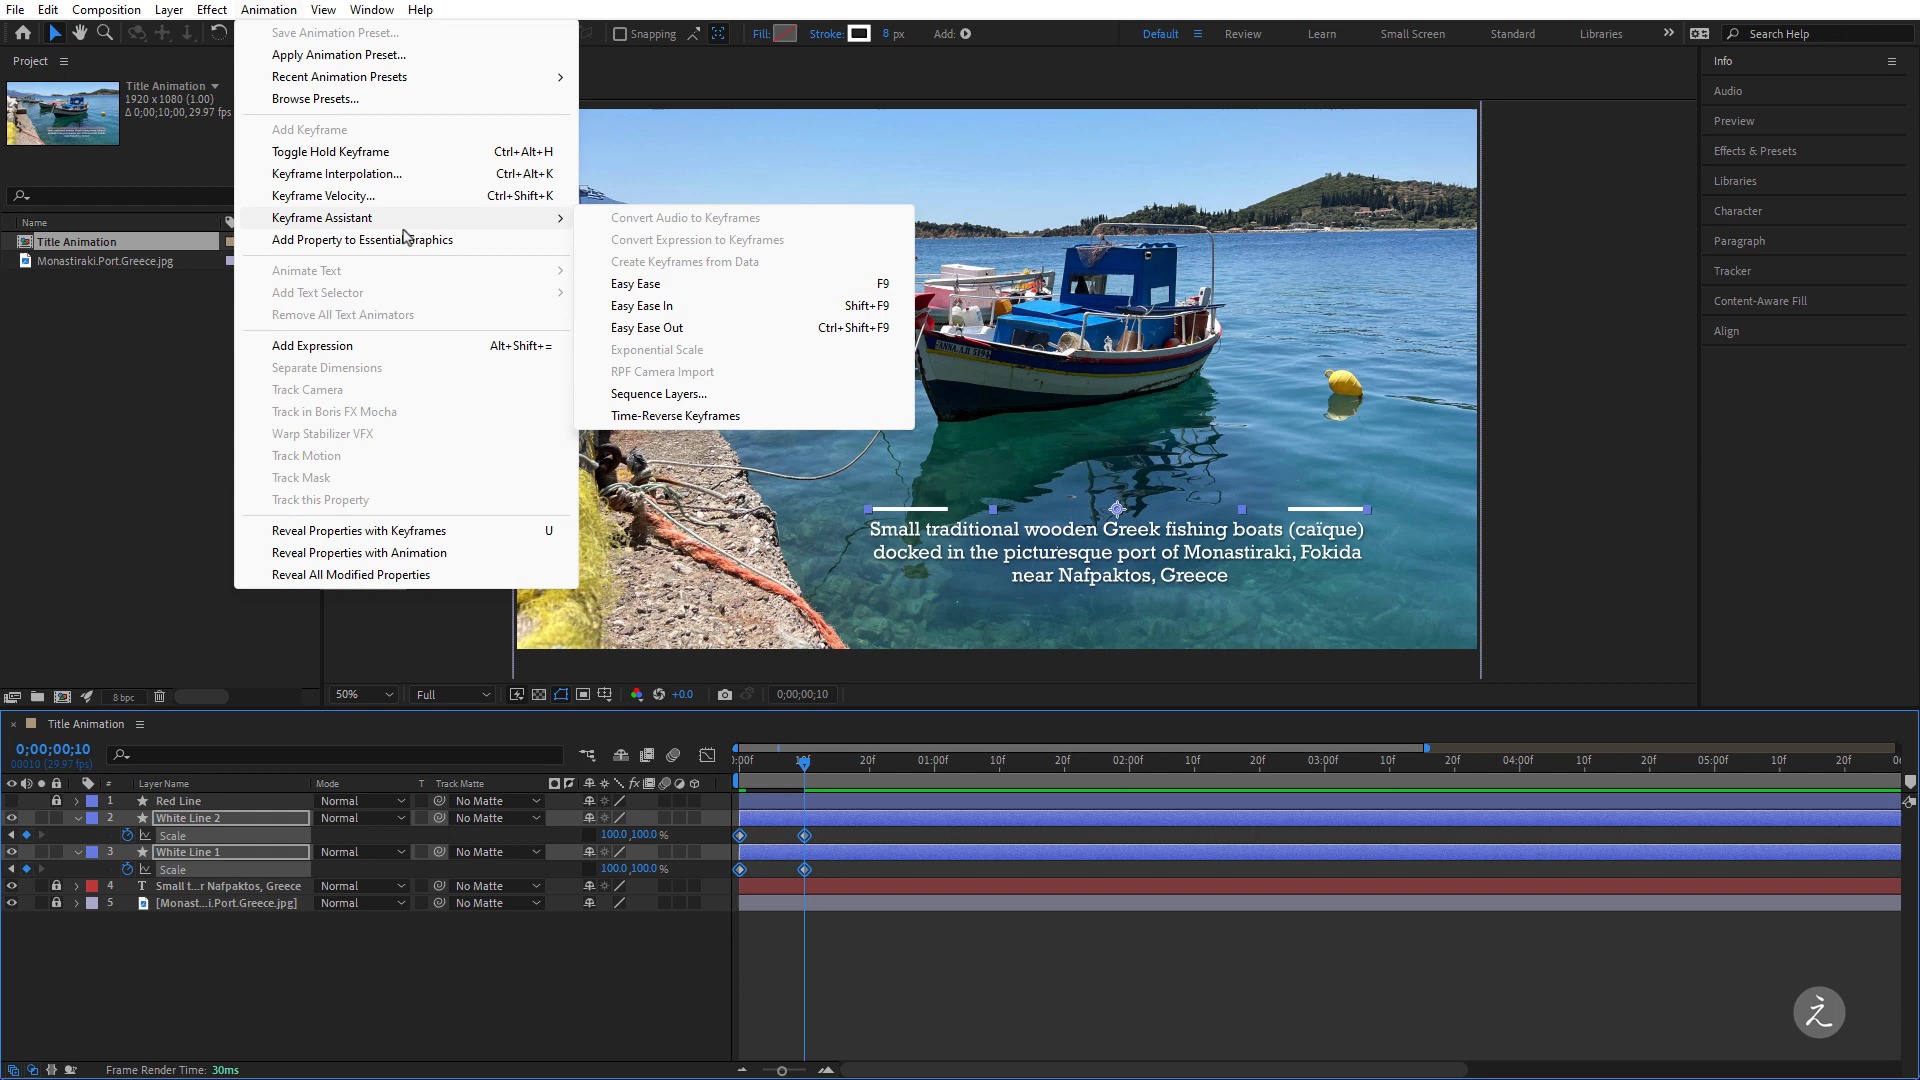 File Edit Composition Layer Effect Animation View Window Help
Snapping Fill: Stroke: 8 px Add: Default Review Learn Small Screen Standard Libraries Search Help
Project
Title Animation
1920 x 1080 (1.00)
Δ 0;00;10;00, 29.97 fps
Name
Title Animation
Monastiraki.Port.Greece.jpg
8 bpc
Save Animation Preset...
Apply Animation Preset...
Recent Animation Presets
Browse Presets...
Add Keyframe
Toggle Hold Keyframe Ctrl+Alt+H
Keyframe Interpolation... Ctrl+Alt+K
Keyframe Velocity... Ctrl+Shift+K
Keyframe Assistant
Add Property to Essential Graphics
Animate Text
Add Text Selector
Remove All Text Animators
Add Expression Alt+Shift+=
Separate Dimensions
Track Camera
Track in Boris FX Mocha
Warp Stabilizer VFX
Track Motion
Track Mask
Track this Property
Reveal Properties with Keyframes U
Reveal Properties with Animation
Reveal All Modified Properties
Convert Audio to Keyframes
Convert Expression to Keyframes
Create Keyframes from Data
Easy Ease F9
Easy Ease In Shift+F9
Easy Ease Out Ctrl+Shift+F9
Exponential Scale
RPF Camera Import
Sequence Layers...
Time-Reverse Keyframes
Small traditional wooden Greek fishing boats (caïque)
docked in the picturesque port of Monastiraki, Fokida
near Nafpaktos, Greece
50% Full +0.0 0;00;00;10
Info
Audio
Preview
Effects & Presets
Libraries
Character
Paragraph
Tracker
Content-Aware Fill
Align
Title Animation
0;00;00;10
00010 (29.97 fps)
:00f 10f 20f 01:00f 10f 20f 02:00f 10f 20f 03:00f 10f 20f 04:00f 10f 20f 05:00f 10f 20f
# Layer Name Mode T Track Matte
1 Red Line Normal No Matte
2 White Line 2 Normal No Matte
Scale 100.0,100.0 %
3 White Line 1 Normal No Matte
Scale 100.0,100.0 %
4 T Small t...r Nafpaktos, Greece Normal No Matte
5 [Monast...i.Port.Greece.jpg] Normal No Matte
Frame Render Time: 30ms